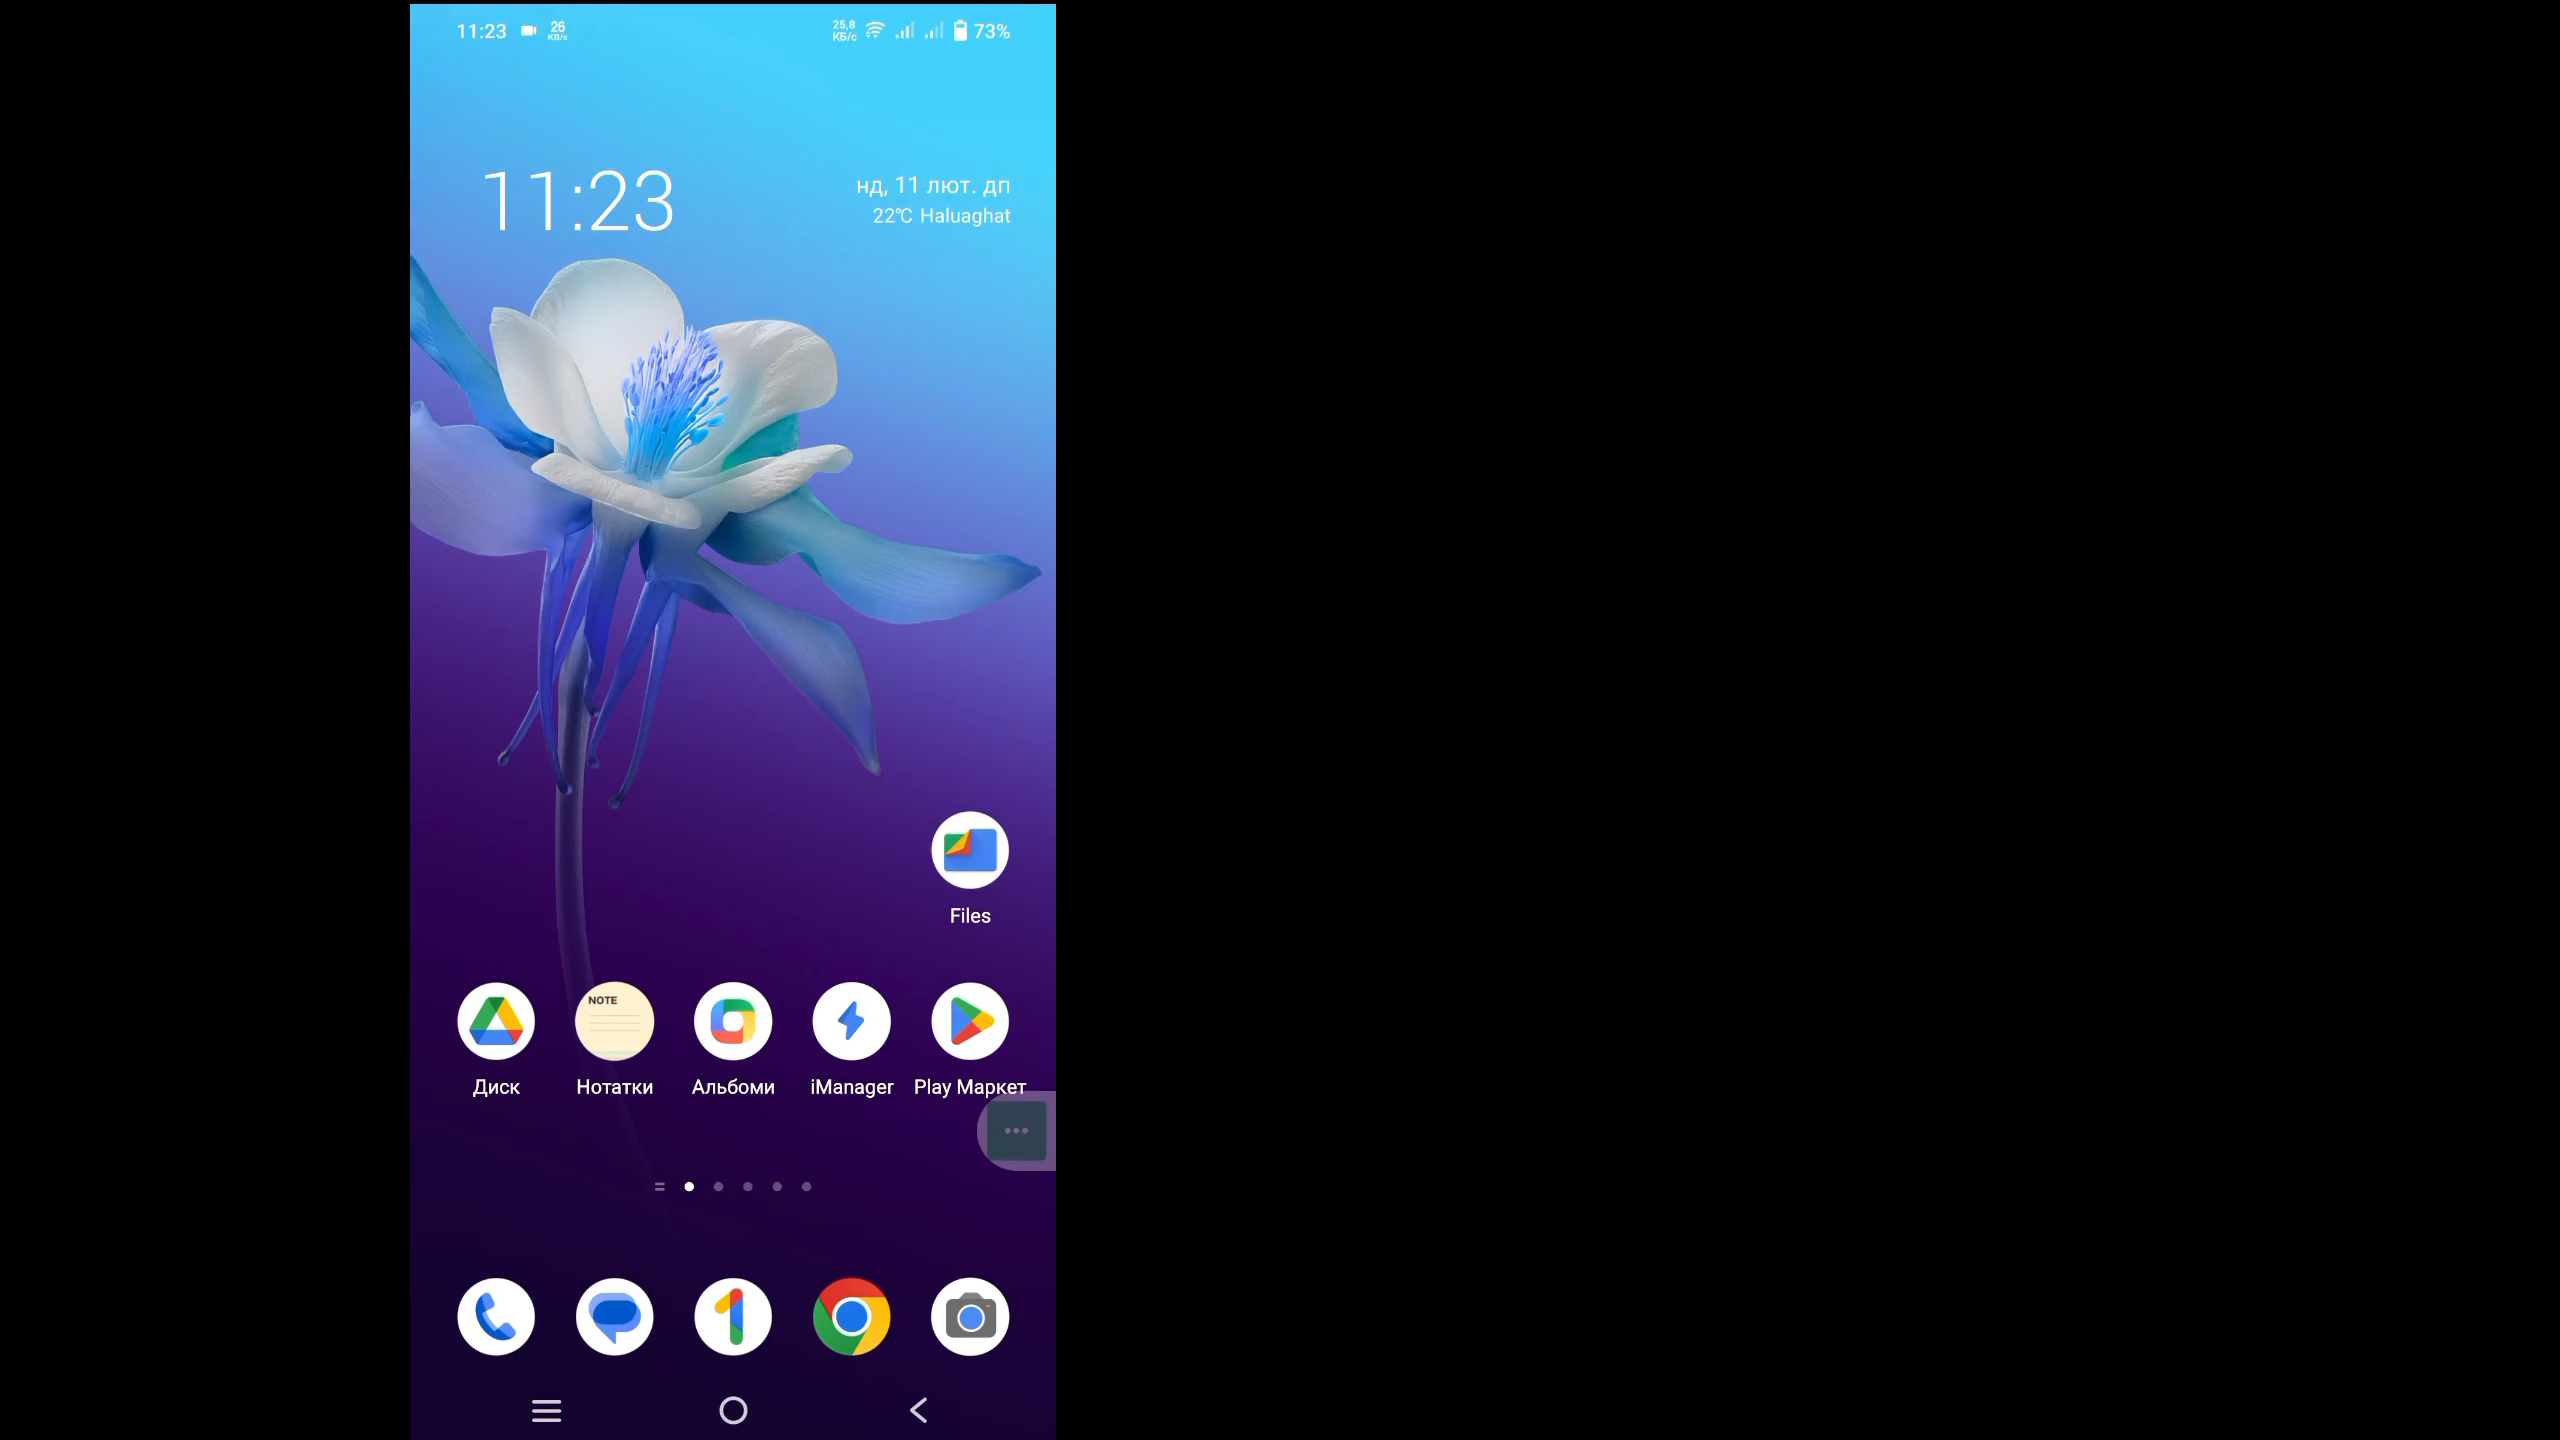 11:23 26 KB/s 25,8 КБ/с 73%
11:23
нд, 11 лют. дп
22°C Haluaghat
Files
NOTE
Диск Нотатки Альбоми iManager Play Маркет